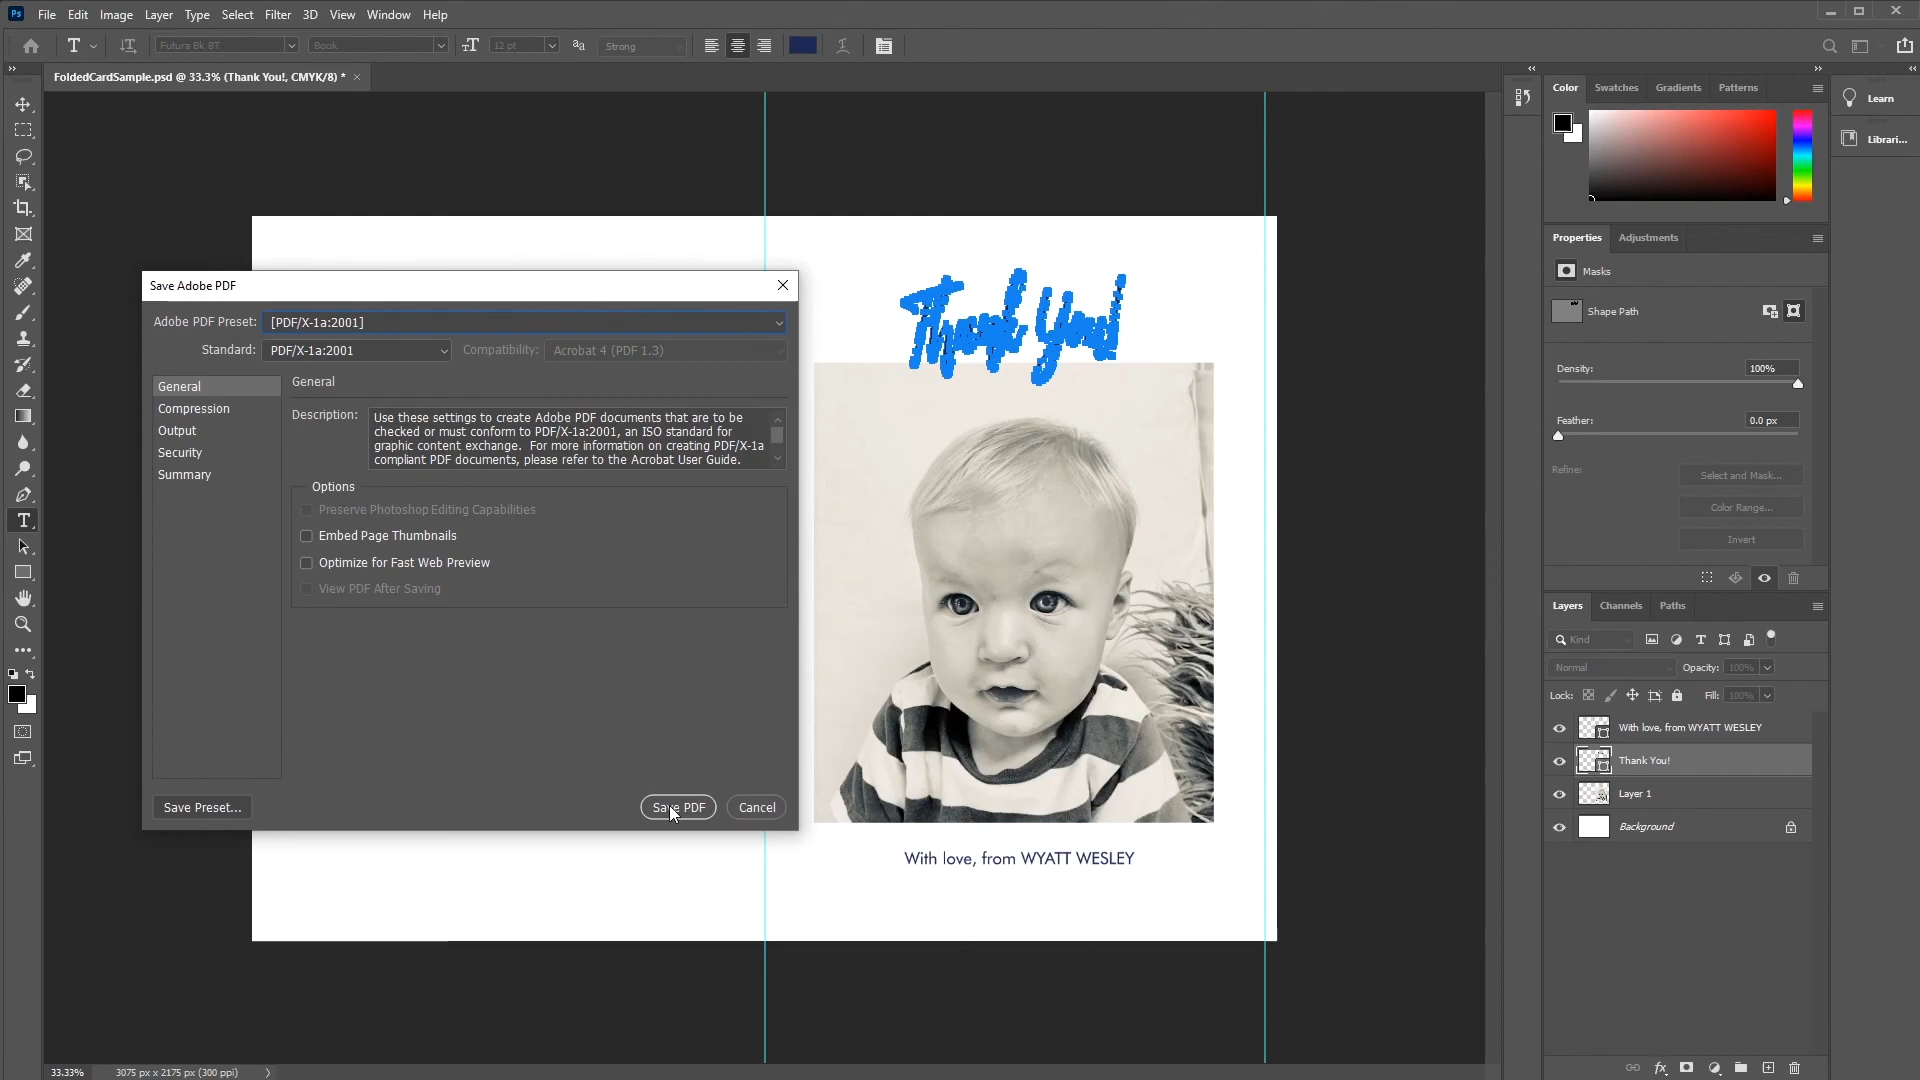 Ps File Edit Image Layer Type Select Filter 3D View Window Help
T Futura Bk BT Book 12 pt aa Strong
FoldedCardSample.psd @ 33.3% (Thank You!, CMYK/8) * ×
Save Adobe PDF
Adobe PDF Preset: [PDF/X-1a:2001]
Standard: PDF/X-1a:2001 Compatibility: Acrobat 4 (PDF 1.3)
General
Compression
Output
Security
Summary
General
Description: Use these settings to create Adobe PDF documents that are to be
checked or must conform to PDF/X-1a:2001, an ISO standard for
graphic content exchange. For more information on creating PDF/X-1a
compliant PDF documents, please refer to the Acrobat User Guide.
Options
Preserve Photoshop Editing Capabilities
Embed Page Thumbnails
Optimize for Fast Web Preview
View PDF After Saving
Save Preset... Save PDF Cancel
Thank You!
With love, from WYATT WESLEY
Color Swatches Gradients Patterns
Learn
Librari...
Properties Adjustments
Masks
Shape Path
Density: 100%
Feather: 0.0 px
Refine: Select and Mask...
Color Range...
Invert
Layers Channels Paths
Kind
Normal Opacity: 100%
Lock: Fill: 100%
With love, from WYATT WESLEY
Thank You!
Layer 1
Background
33.33% 3075 px x 2175 px (300 ppi)
fx